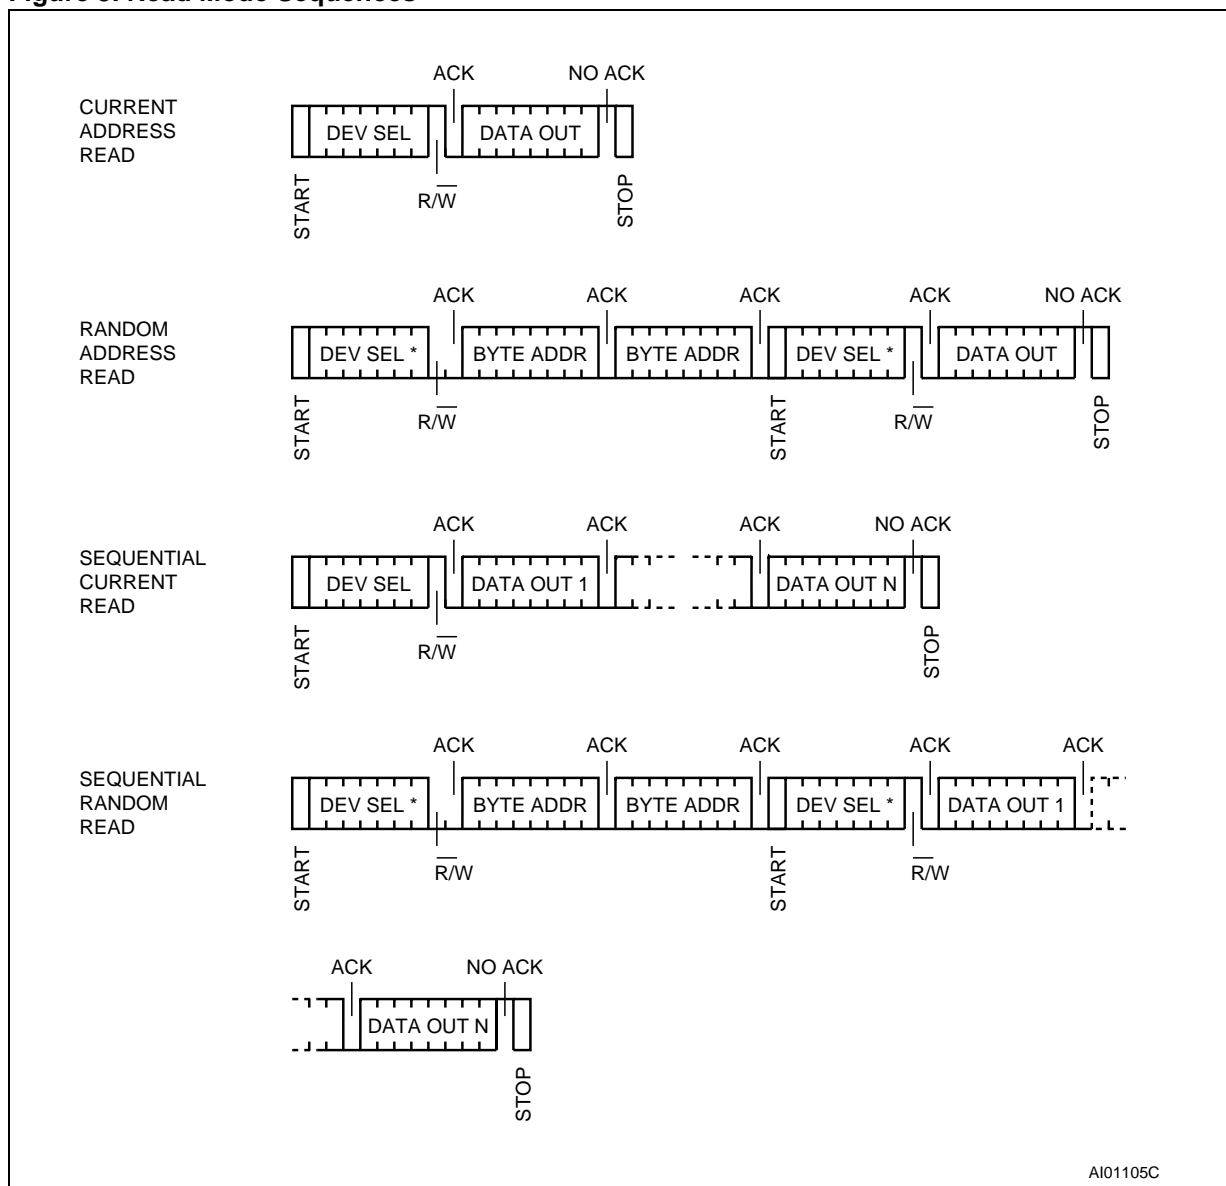 Figure 8. Read Mode Sequences
ACK NO ACK
CURRENT
ADDRESS
READ
DEV SEL DATA OUT
START R/W STOP
ACK ACK ACK ACK NO ACK
RANDOM
ADDRESS
READ
DEV SEL * BYTE ADDR BYTE ADDR DEV SEL * DATA OUT
START R/W START R/W STOP
ACK ACK ACK NO ACK
SEQUENTIAL
CURRENT
READ
DEV SEL DATA OUT 1 DATA OUT N
START R/W STOP
ACK ACK ACK ACK ACK
SEQUENTIAL
RANDOM
READ
DEV SEL * BYTE ADDR BYTE ADDR DEV SEL * DATA OUT 1
START R/W START R/W
ACK NO ACK
DATA OUT N
STOP
AI01105C